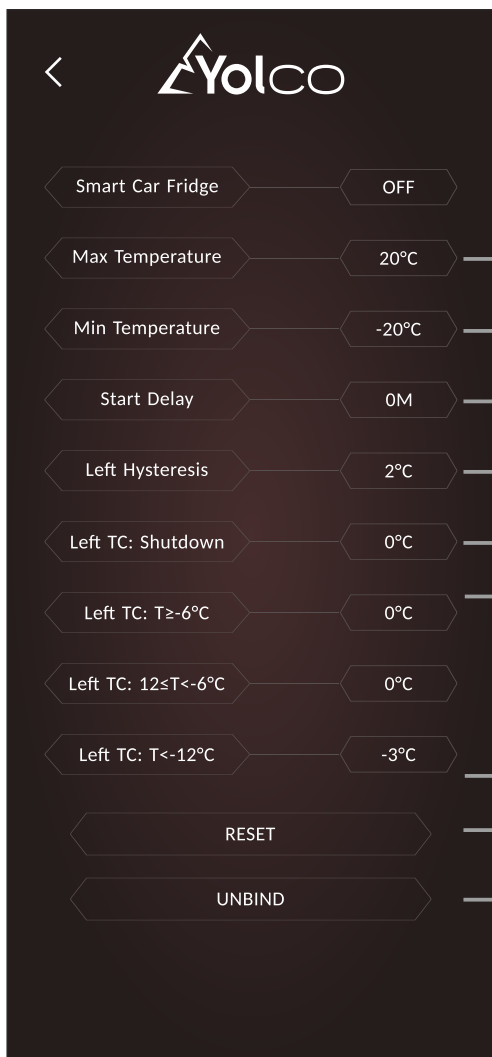 Yolco
Smart Car Fridge OFF
Max Temperature 20°C
Min Temperature -20°C
Start Delay 0M
Left Hysteresis 2°C
Left TC: Shutdown 0°C
Left TC: T≥-6°C 0°C
Left TC: 12≤T<-6°C 0°C
Left TC: T<-12°C -3°C
RESET
UNBIND